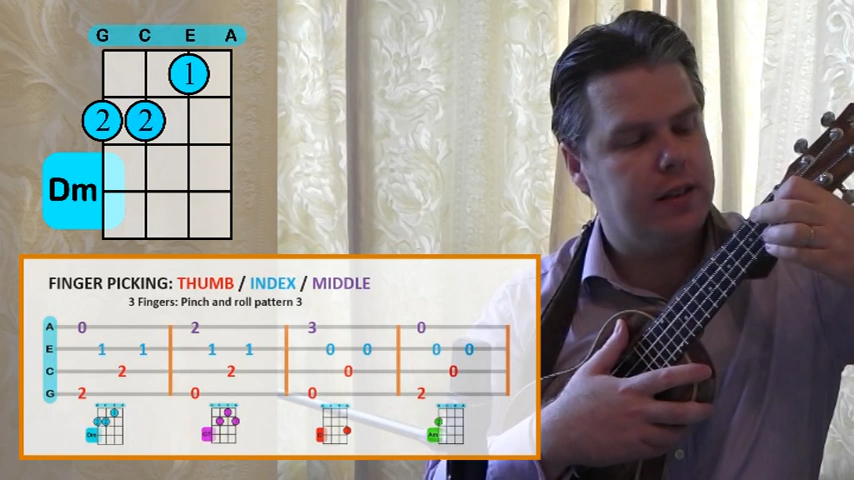 G C E A
1
2 2
Dm
FINGER PICKING: THUMB / INDEX / MIDDLE
3 Fingers: Pinch and roll pattern 3
A 0 2 3 0
E 1 1 1 1 0 0 0 0
C 2 2 0 0
G 2 0 0 2
Dm
Am